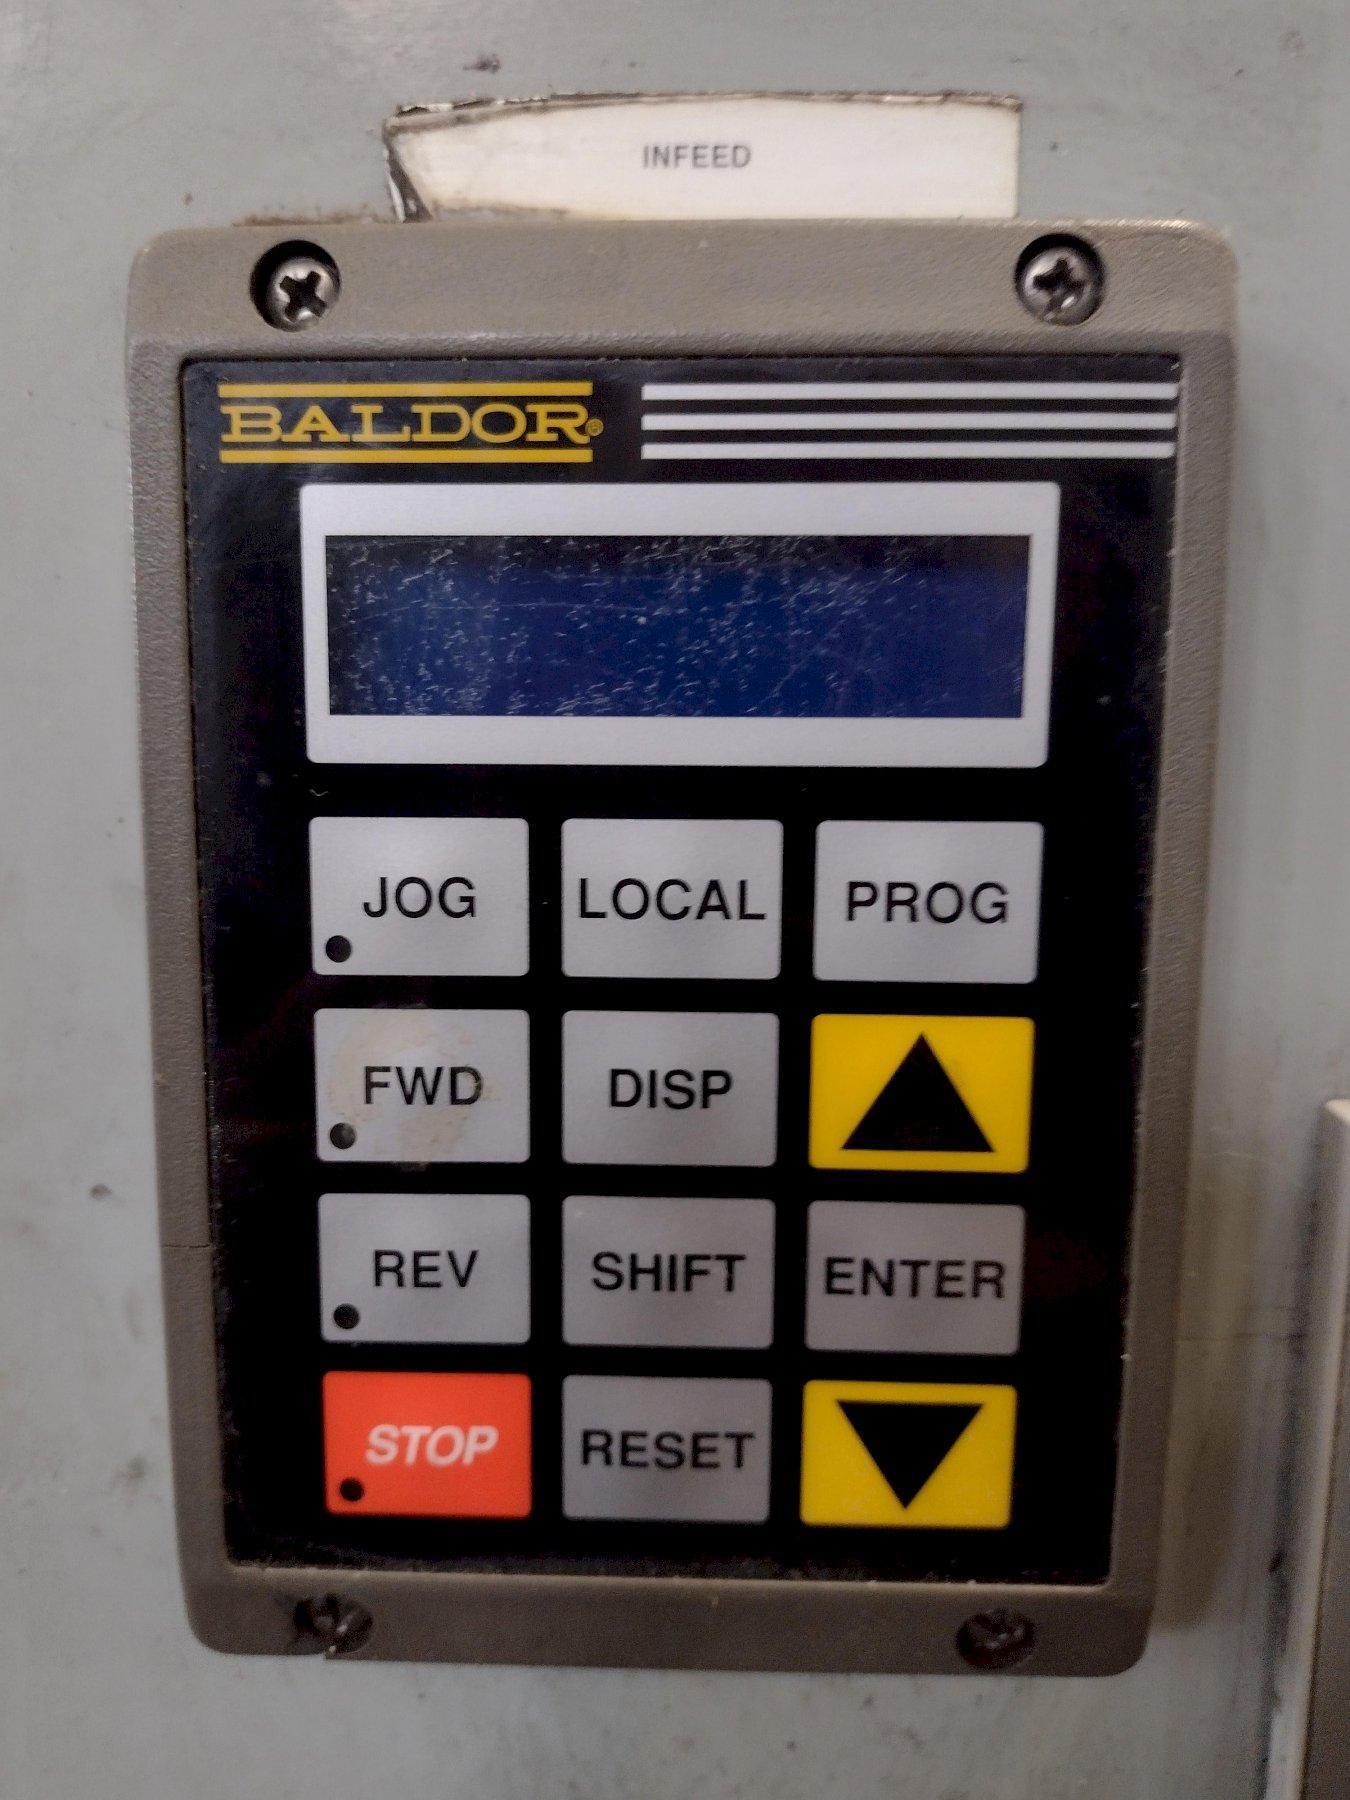 INFEED
BALDOR®
JOG LOCAL PROG
FWD DISP
REV SHIFT ENTER
STOP RESET